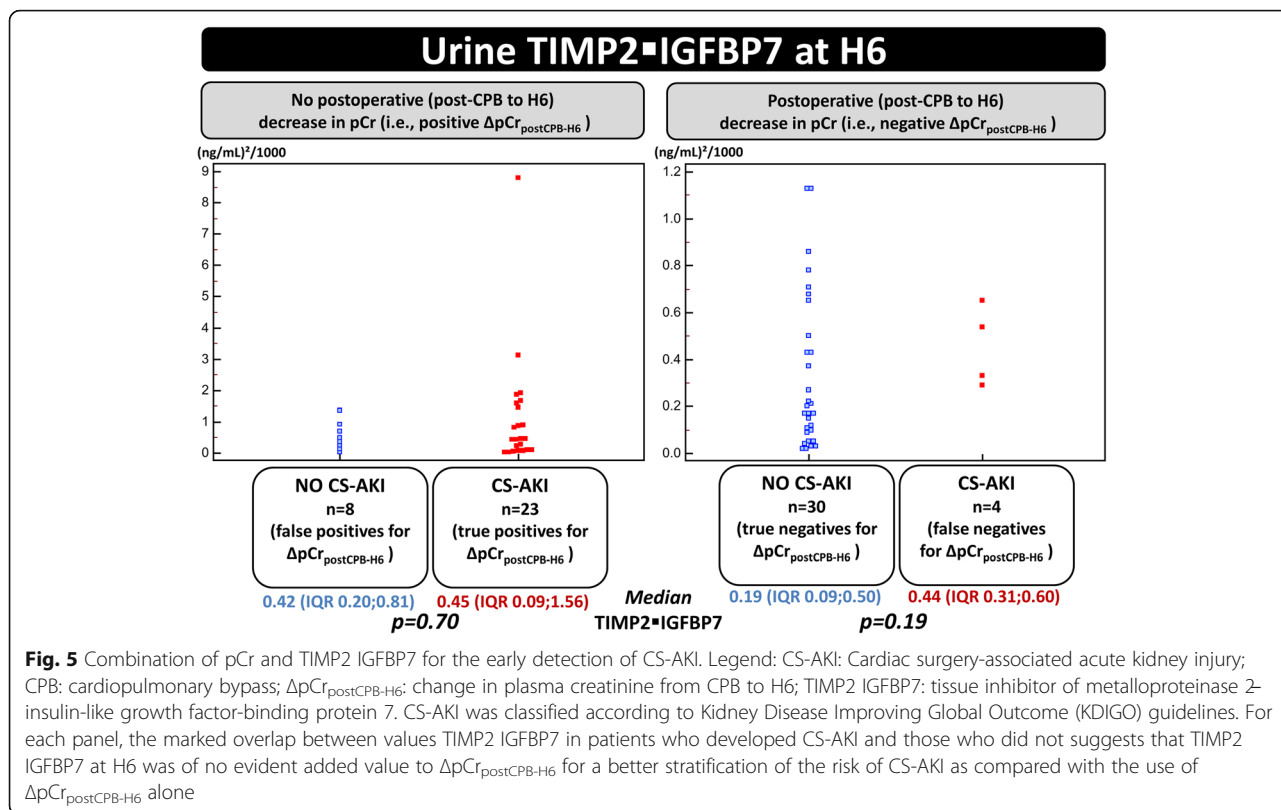 Urine TIMP2▪IGFBP7 at H6
No postoperative (post-CPB to H6)
decrease in pCr (i.e., positive ΔpCrpostCPB-H6 )
Postoperative (post-CPB to H6)
decrease in pCr (i.e., negative ΔpCrpostCPB-H6 )
(ng/mL)²/1000
9
8
7
6
5
4
3
2
1
0
(ng/mL)²/1000
1.2
1.0
0.8
0.6
0.4
0.2
0.0
NO CS-AKI
n=8
(false positives for
ΔpCrpostCPB-H6 )
CS-AKI
n=23
(true positives for
ΔpCrpostCPB-H6 )
NO CS-AKI
n=30
(true negatives for
ΔpCrpostCPB-H6 )
CS-AKI
n=4
(false negatives
for ΔpCrpostCPB-H6 )
0.42 (IQR 0.20;0.81) 0.45 (IQR 0.09;1.56) Median 0.19 (IQR 0.09;0.50) 0.44 (IQR 0.31;0.60)
p=0.70 TIMP2▪IGFBP7 p=0.19
Fig. 5 Combination of pCr and TIMP2 IGFBP7 for the early detection of CS-AKI. Legend: CS-AKI: Cardiac surgery-associated acute kidney injury;
CPB: cardiopulmonary bypass; ΔpCrpostCPB-H6: change in plasma creatinine from CPB to H6; TIMP2 IGFBP7: tissue inhibitor of metalloproteinase 2–
insulin-like growth factor-binding protein 7. CS-AKI was classified according to Kidney Disease Improving Global Outcome (KDIGO) guidelines. For
each panel, the marked overlap between values TIMP2 IGFBP7 in patients who developed CS-AKI and those who did not suggests that TIMP2
IGFBP7 at H6 was of no evident added value to ΔpCrpostCPB-H6 for a better stratification of the risk of CS-AKI as compared with the use of
ΔpCrpostCPB-H6 alone